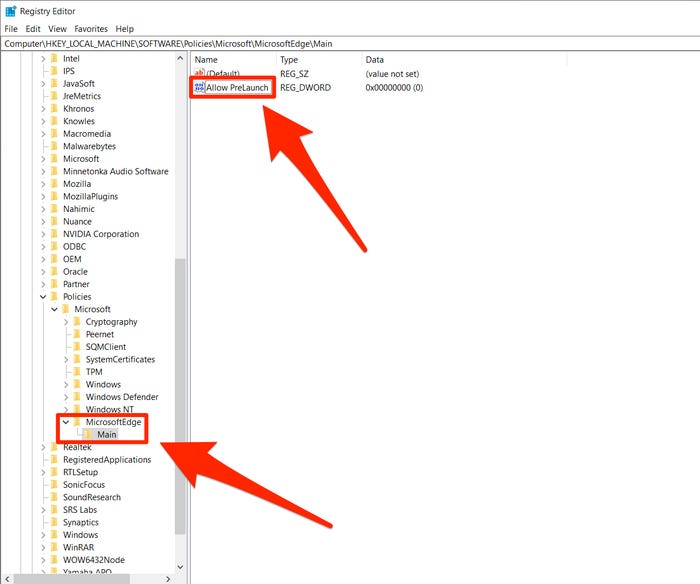 Registry Editor
File Edit View Favorites Help
Computer\HKEY_LOCAL_MACHINE\SOFTWARE\Policies\Microsoft\MicrosoftEdge\Main
Name Type Data
(Default) REG_SZ (value not set)
Allow PreLaunch REG_DWORD 0x00000000 (0)
Intel
IPS
JavaSoft
JreMetrics
Khronos
Knowles
Macromedia
Malwarebytes
Microsoft
Minnetonka Audio Software
Mozilla
MozillaPlugins
Nahimic
Nuance
NVIDIA Corporation
ODBC
OEM
Oracle
Partner
Policies
Microsoft
Cryptography
Peernet
SQMClient
SystemCertificates
TPM
Windows
Windows Defender
Windows NT
MicrosoftEdge
Main
Realtek
RegisteredApplications
RTLSetup
SonicFocus
SoundResearch
SRS Labs
Synaptics
Windows
WinRAR
WOW6432Node
Yamaha APO